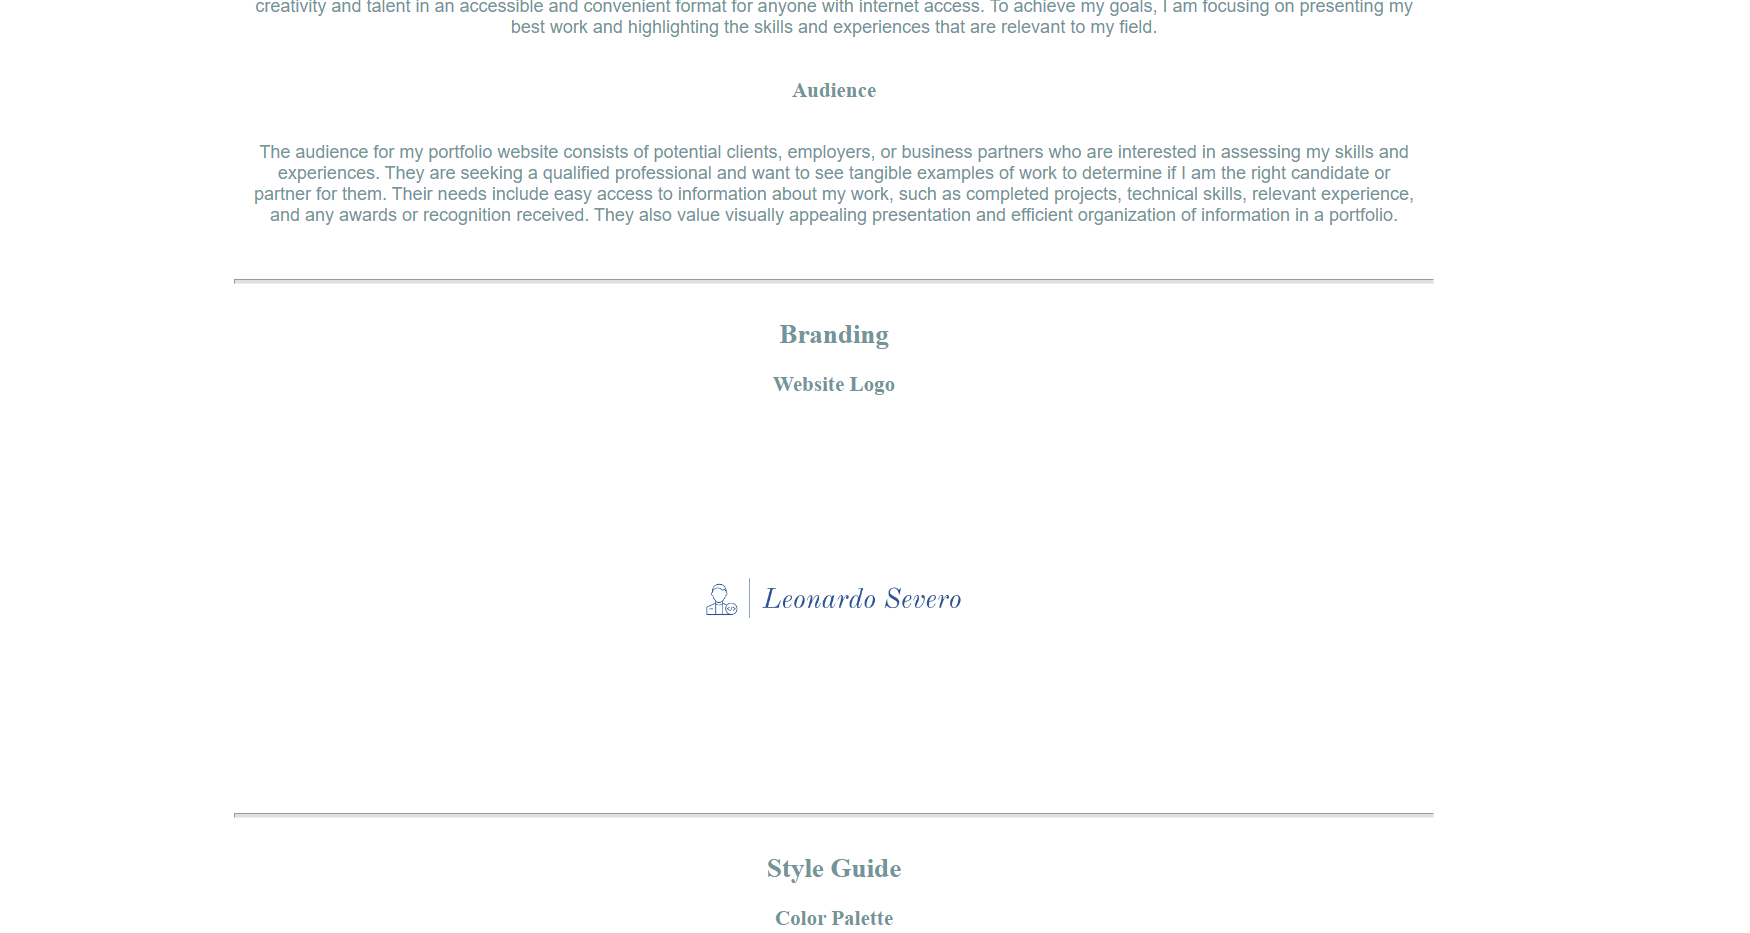 creativity and talent in an accessible and convenient format for anyone with internet access. To achieve my goals, I am focusing on presenting my
best work and highlighting the skills and experiences that are relevant to my field.
Audience
The audience for my portfolio website consists of potential clients, employers, or business partners who are interested in assessing my skills and
experiences. They are seeking a qualified professional and want to see tangible examples of work to determine if I am the right candidate or
partner for them. Their needs include easy access to information about my work, such as completed projects, technical skills, relevant experience,
and any awards or recognition received. They also value visually appealing presentation and efficient organization of information in a portfolio.
Branding
Website Logo
Leonardo Severo
Style Guide
Color Palette